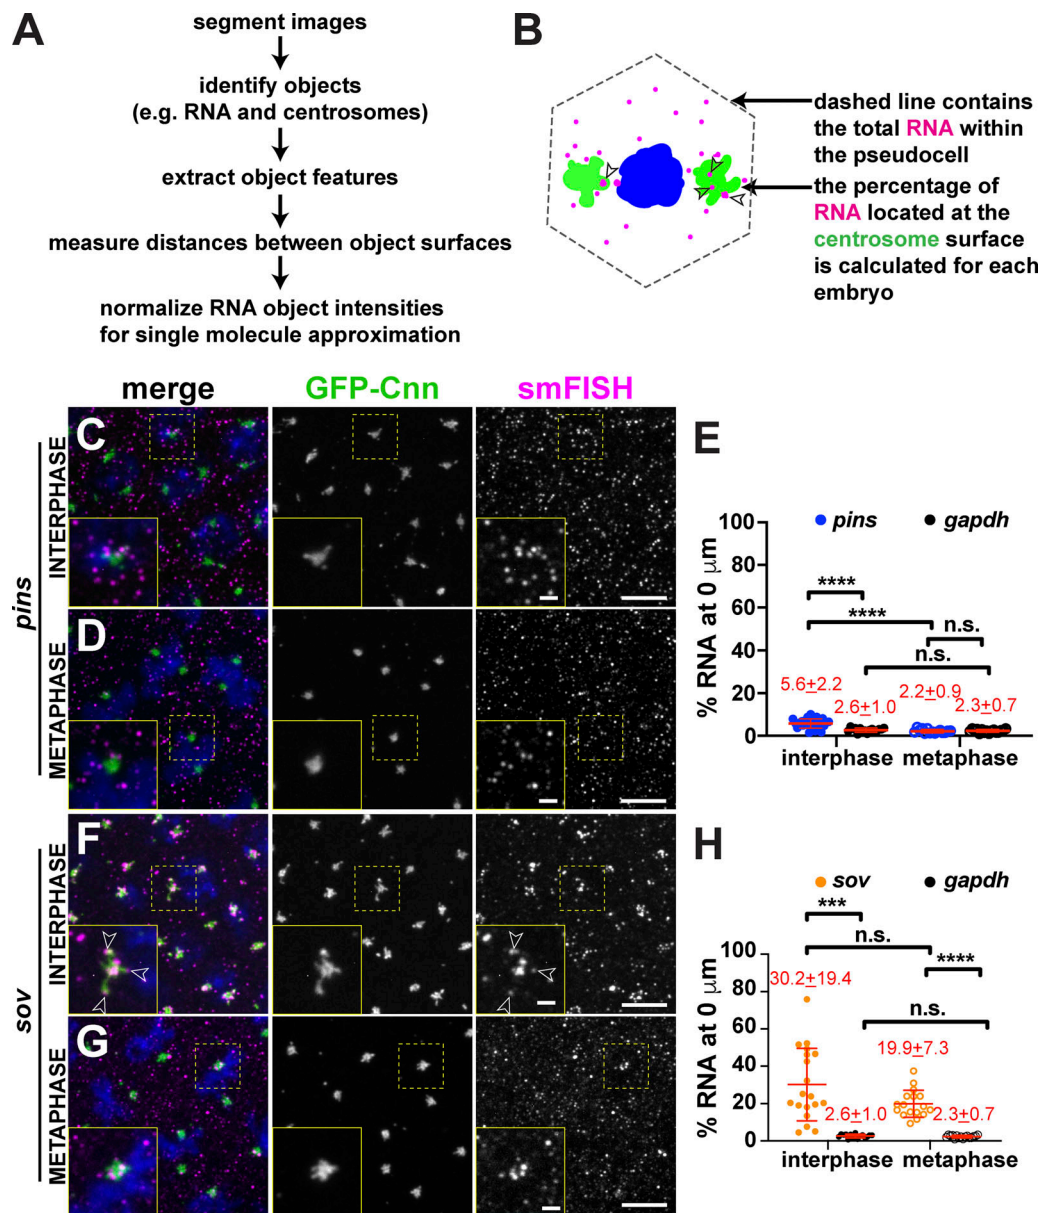 A
segment images
identify objects
(e.g. RNA and centrosomes)
extract object features
measure distances between object surfaces
normalize RNA object intensities
for single molecule approximation
B
dashed line contains
the total RNA within
the pseudocell
the percentage of
RNA located at the
centrosome surface
is calculated for each
embryo
merge
GFP-Cnn
smFISH
pins
INTERPHASE
C
METAPHASE
D
E
pins
gapdh
% RNA at 0 µm
100
80
60
40
20
0
****
****
n.s.
n.s.
5.6±2.2
2.6±1.0
2.2±0.9
2.3±0.7
interphase
metaphase
sov
INTERPHASE
F
METAPHASE
G
H
sov
gapdh
% RNA at 0 µm
100
80
60
40
20
0
***
n.s.
****
n.s.
30.2±19.4
2.6±1.0
19.9±7.3
2.3±0.7
interphase
metaphase